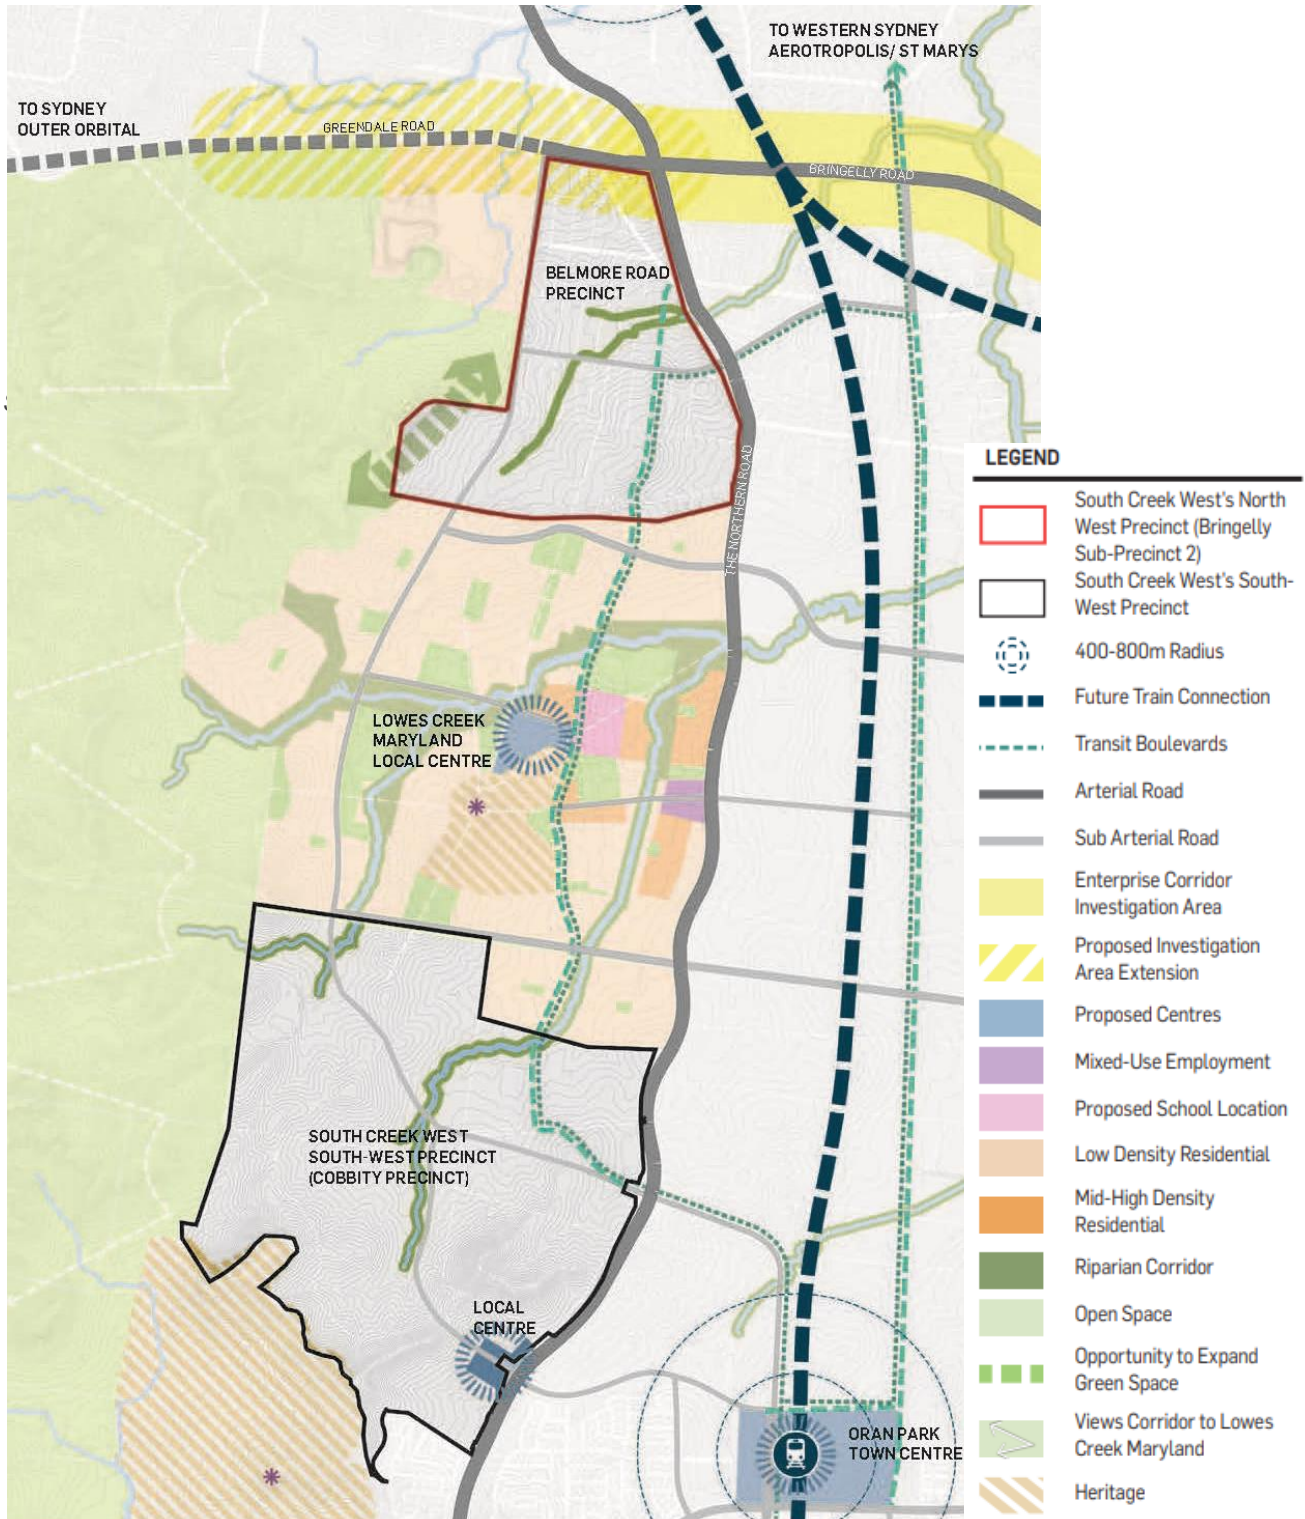 TO WESTERN SYDNEY
AEROTROPOLIS/ ST MARYS
TO SYDNEY
OUTER ORBITAL
GREENDALE ROAD
BRINGELLY ROAD
BELMORE ROAD
PRECINCT
THE NORTHERN ROAD
LOWES CREEK
MARYLAND
LOCAL CENTRE
SOUTH CREEK WEST
SOUTH-WEST PRECINCT
(COBBITY PRECINCT)
LOCAL
CENTRE
ORAN PARK
TOWN CENTRE
LEGEND
South Creek West's North
West Precinct (Bringelly
Sub-Precinct 2)
South Creek West's South-
West Precinct
400-800m Radius
Future Train Connection
Transit Boulevards
Arterial Road
Sub Arterial Road
Enterprise Corridor
Investigation Area
Proposed Investigation
Area Extension
Proposed Centres
Mixed-Use Employment
Proposed School Location
Low Density Residential
Mid-High Density
Residential
Riparian Corridor
Open Space
Opportunity to Expand
Green Space
Views Corridor to Lowes
Creek Maryland
Heritage